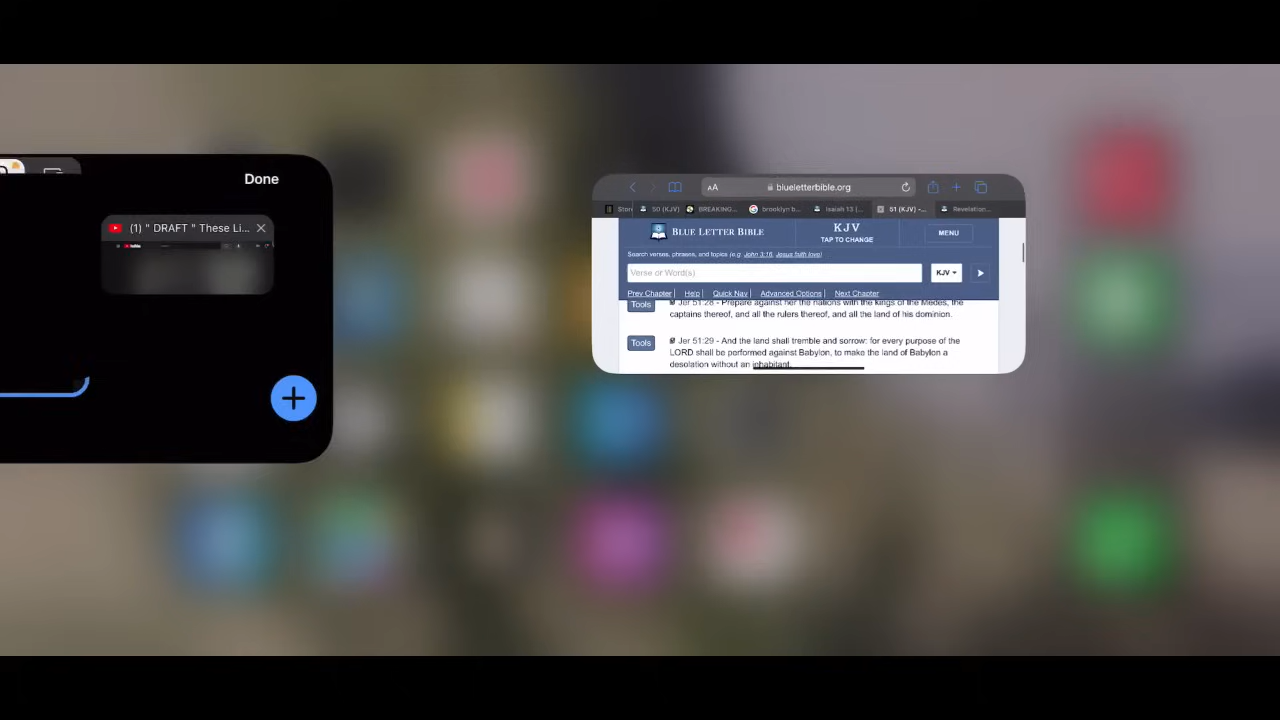 Done
(1) " DRAFT " These Li...
AA
blueletterbible.org
50 (KJV)
BREAKING...
brooklyn b...
Isaiah 13 (...
51 (KJV) -...
Revelation...
BLUE LETTER BIBLE
KJV
TAP TO CHANGE
MENU
Search verses, phrases, and topics (e.g. John 3:16, Jesus faith love)
Verse or Word(s)
KJV
Prev Chapter | Help | Quick Nav | Advanced Options | Next Chapter
Tools
Jer 51:28 - Prepare against her the nations with the kings of the Medes, the
captains thereof, and all the rulers thereof, and all the land of his dominion.
Tools
Jer 51:29 - And the land shall tremble and sorrow: for every purpose of the
LORD shall be performed against Babylon, to make the land of Babylon a
desolation without an inhabitant.